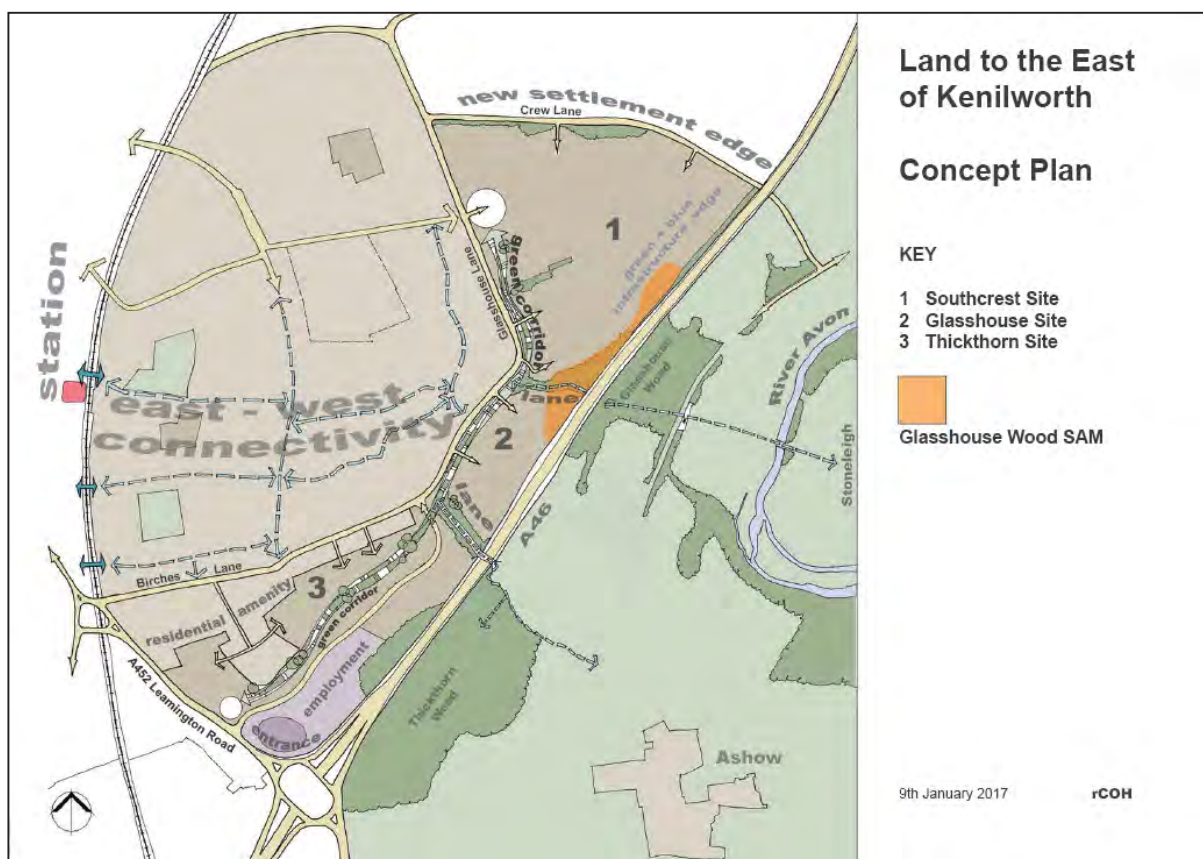 Land to the East
of Kenilworth
Concept Plan
KEY
1 Southcrest Site
2 Glasshouse Site
3 Thickthorn Site
Glasshouse Wood SAM
9th January 2017
rCOH
new settlement edge
Crew Lane
1
green + blue
infrastructure edge
green corridor
Glasshouse Lane
station
east - west
connectivity
lane
Glasshouse
Wood
River Avon
Stoneleigh
2
lane
A46
Birches Lane
3
residential amenity
green corridor
employment
entrance
Thickthorn
Wood
A452 Leamington Road
Ashow